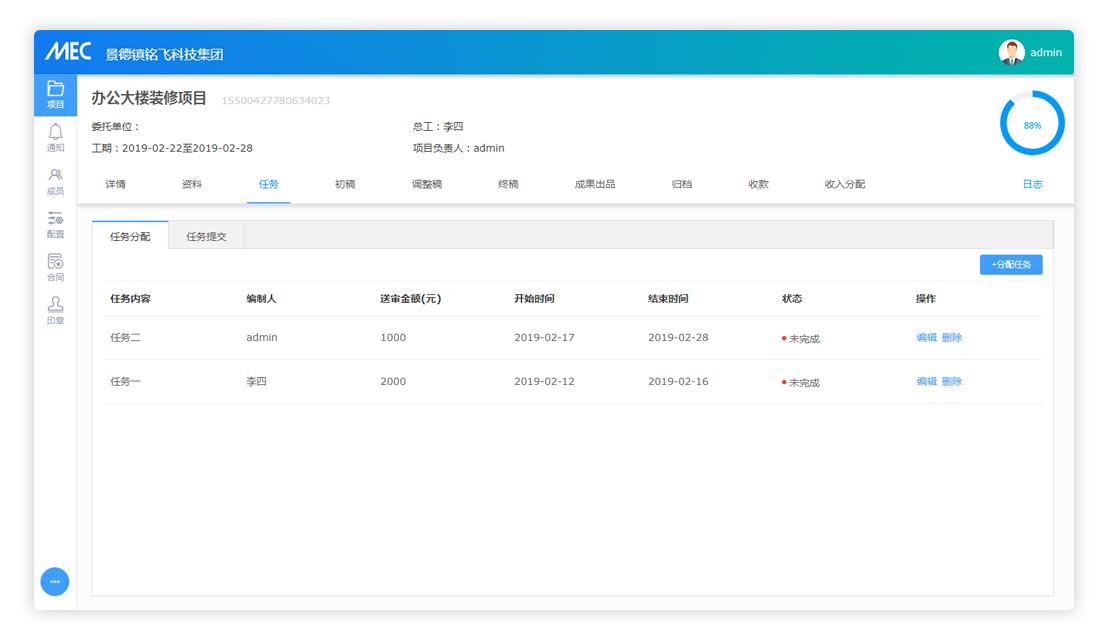 MEC 景德镇铭飞科技集团 admin
项目
通知
成员
配置
合同
印章
办公大楼装修项目 15500427780634023
委托单位： 总工：李四
工期：2019-02-22至2019-02-28 项目负责人：admin
88%
详情 资料 任务 初稿 调整稿 终稿 成果出品 归档 收款 收入分配 日志
任务分配 任务提交
+分配任务
任务内容 编制人 送审金额(元) 开始时间 结束时间 状态 操作
任务二 admin 1000 2019-02-17 2019-02-28 未完成 编辑 删除
任务一 李四 2000 2019-02-12 2019-02-16 未完成 编辑 删除